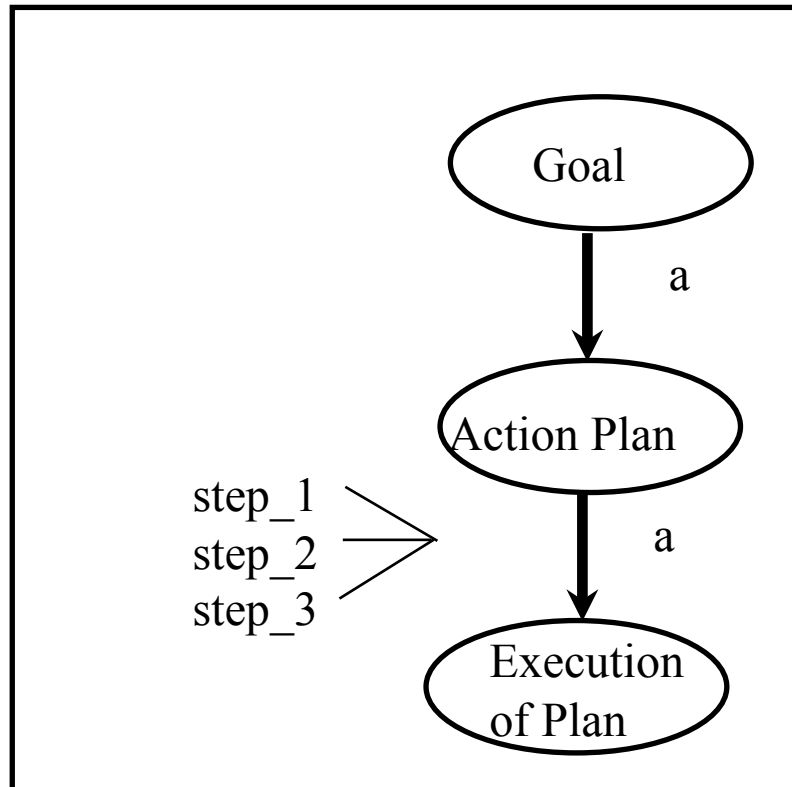 Goal
a
Action Plan
step_1
step_2
step_3
a
Execution
of Plan